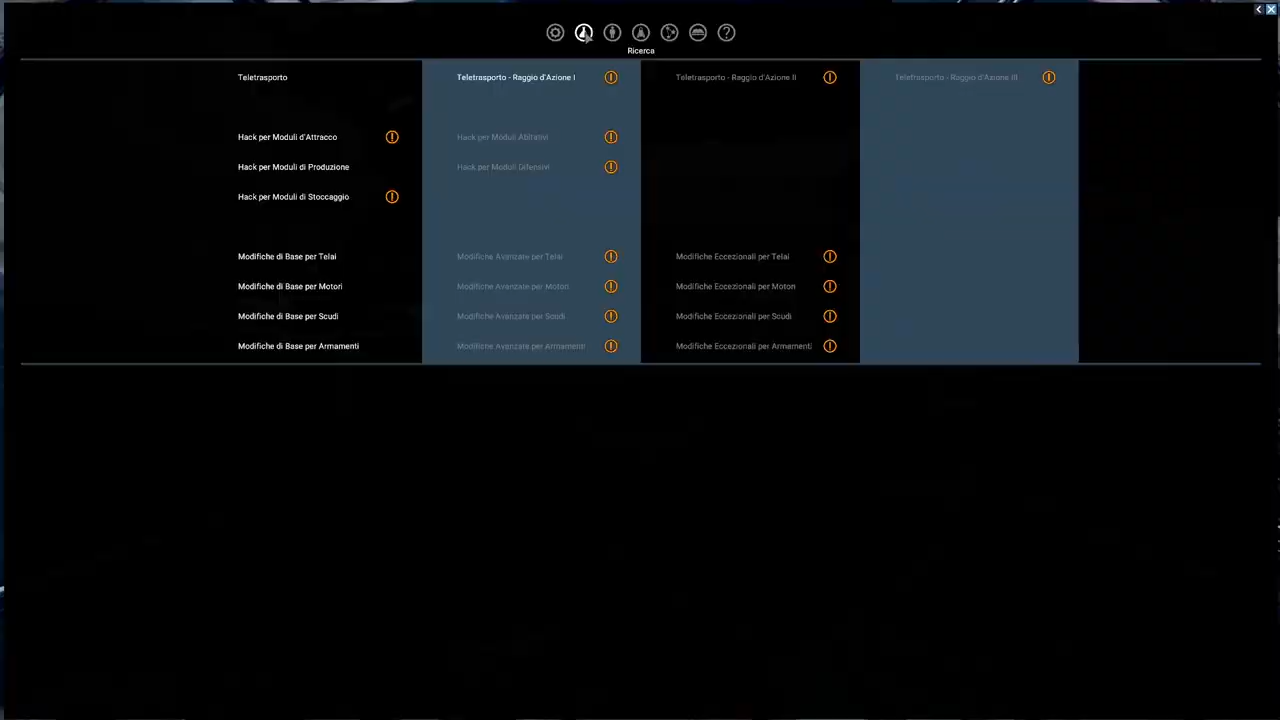 Ricerca
Teletrasporto
Teletrasporto - Raggio d'Azione I
Teletrasporto - Raggio d'Azione II
Teletrasporto - Raggio d'Azione III
Hack per Moduli d'Attracco
Hack per Moduli Abitativi
Hack per Moduli di Produzione
Hack per Moduli Difensivi
Hack per Moduli di Stoccaggio
Modifiche di Base per Telai
Modifiche Avanzate per Telai
Modifiche Eccezionali per Telai
Modifiche di Base per Motori
Modifiche Avanzate per Motori
Modifiche Eccezionali per Motori
Modifiche di Base per Scudi
Modifiche Avanzate per Scudi
Modifiche Eccezionali per Scudi
Modifiche di Base per Armamenti
Modifiche Avanzate per Armamenti
Modifiche Eccezionali per Armamenti